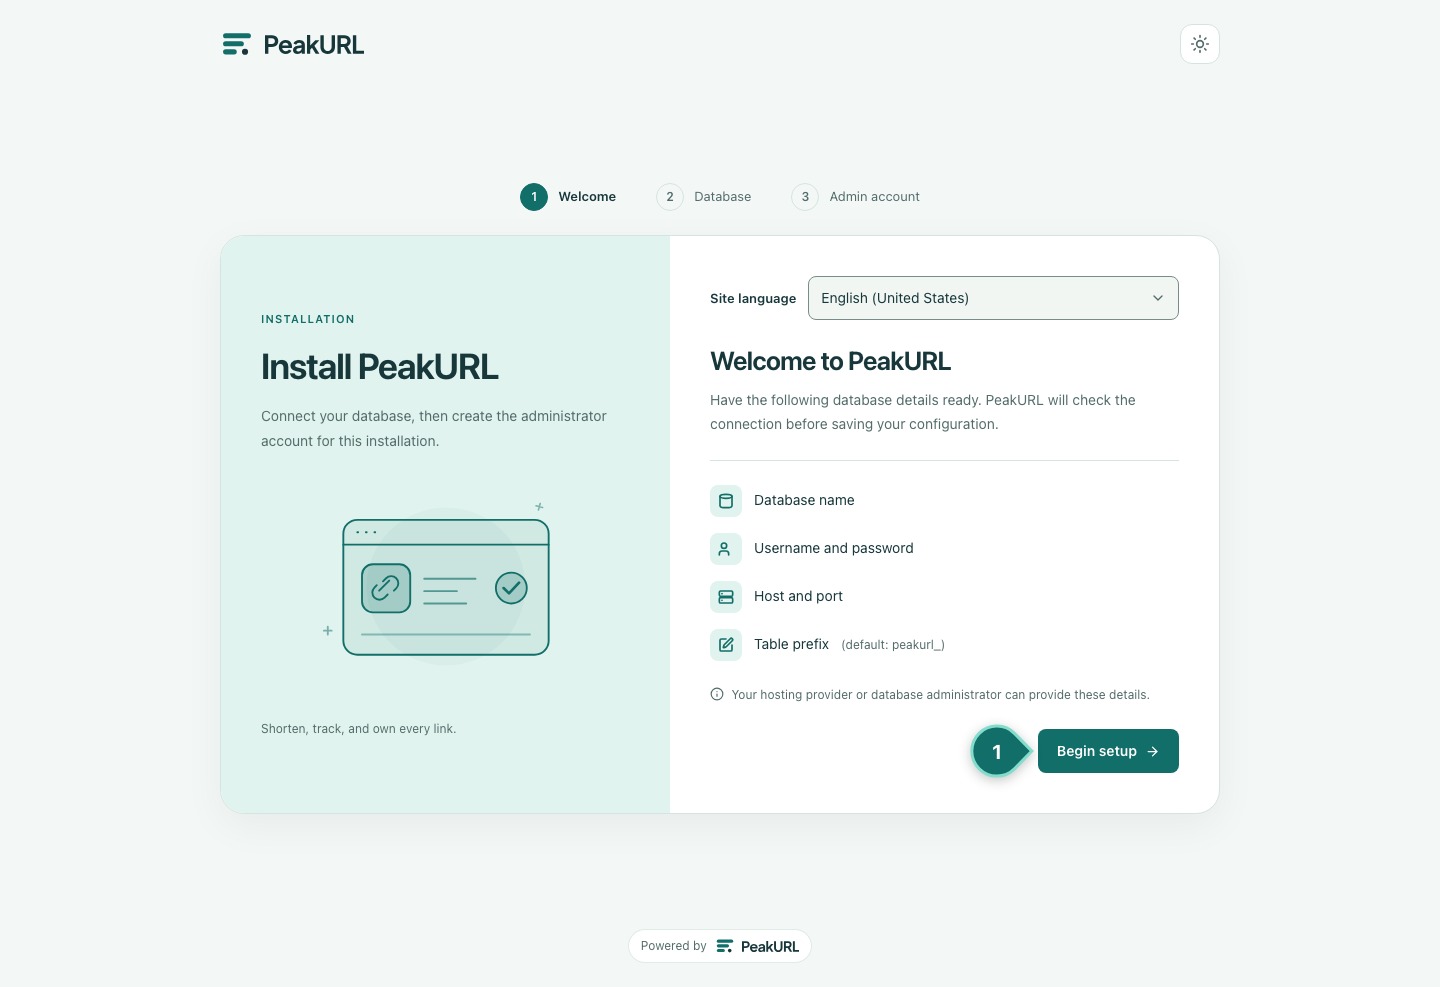 PeakURL
1 Welcome
2 Database
3 Admin account
INSTALLATION
Install PeakURL
Connect your database, then create the administrator
account for this installation.
Shorten, track, and own every link.
Site language
English (United States)
Welcome to PeakURL
Have the following database details ready. PeakURL will check the
connection before saving your configuration.
Database name
Username and password
Host and port
Table prefix (default: peakurl_)
Your hosting provider or database administrator can provide these details.
1
Begin setup
Powered by PeakURL